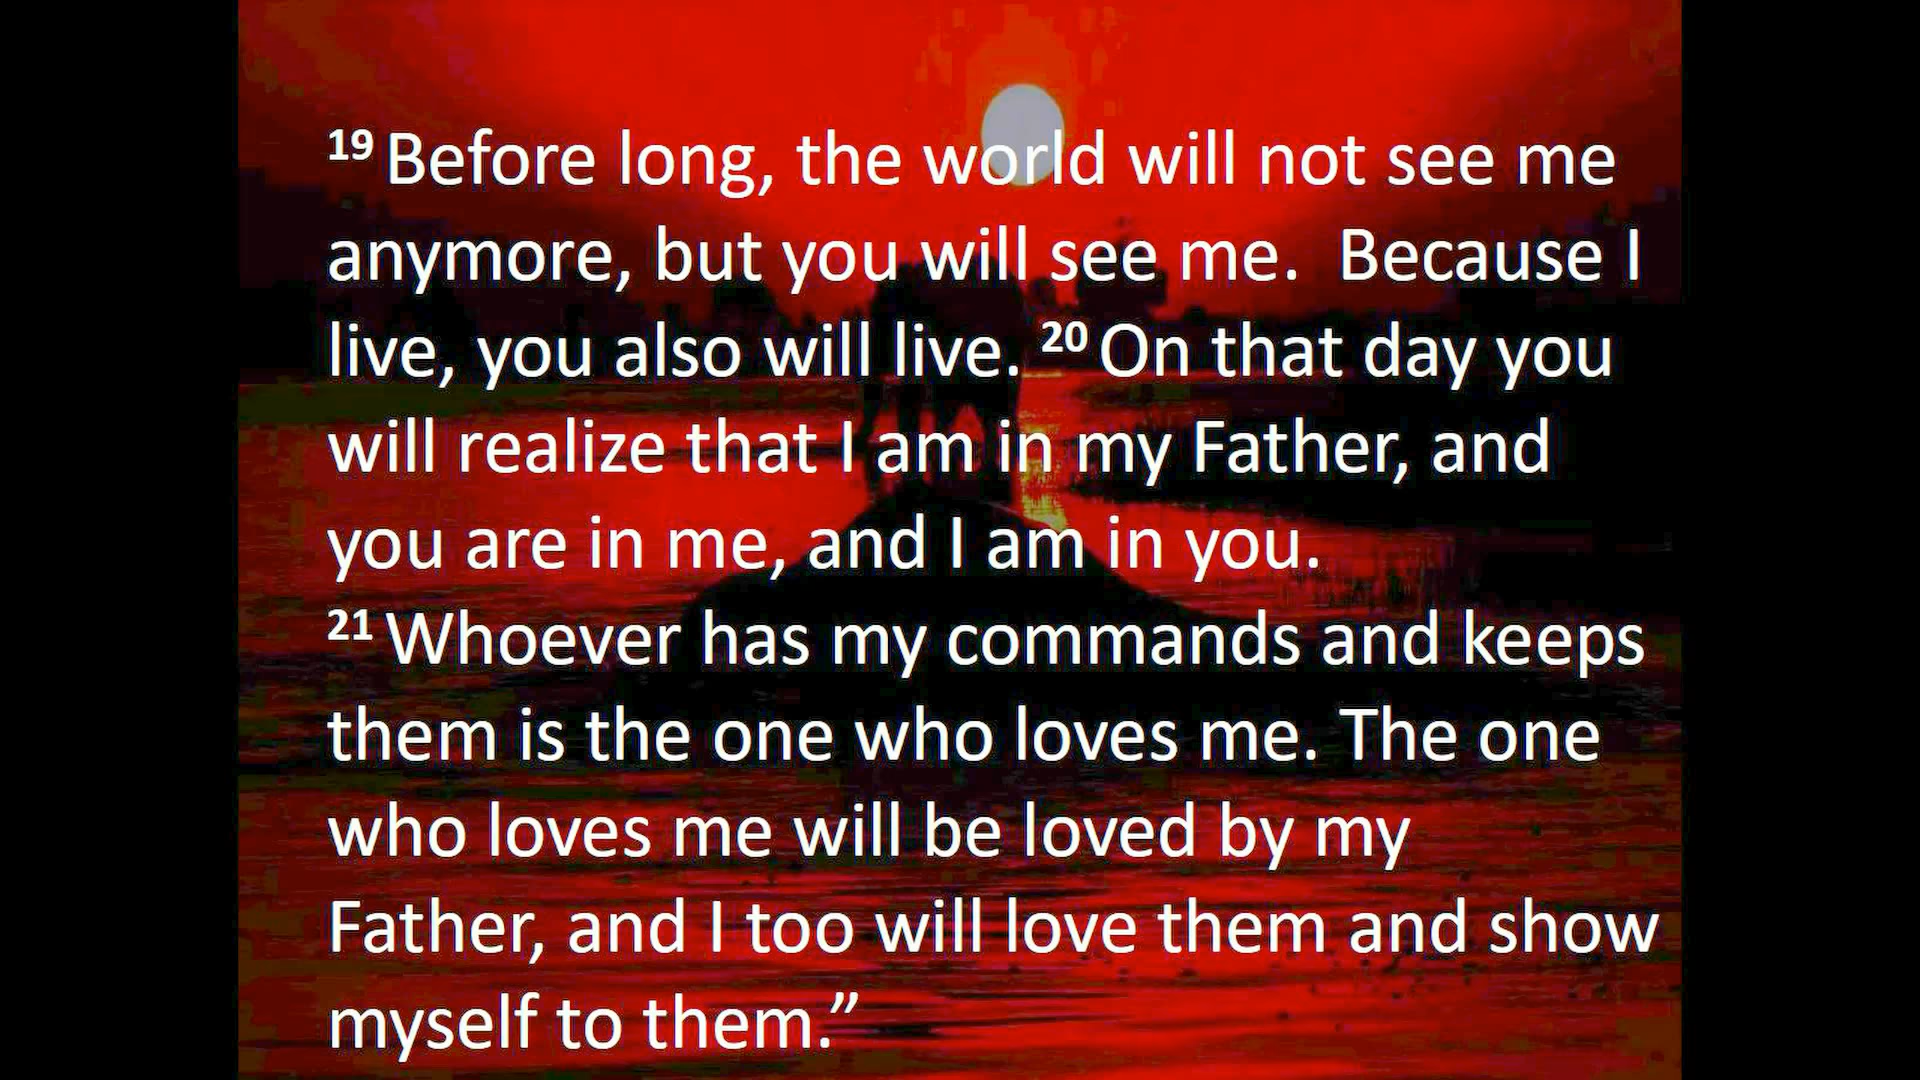 19 Before long, the world will not see me
anymore, but you will see me.  Because I
live, you also will live. 20 On that day you
will realize that I am in my Father, and
you are in me, and I am in you.
21 Whoever has my commands and keeps
them is the one who loves me. The one
who loves me will be loved by my
Father, and I too will love them and show
myself to them.”